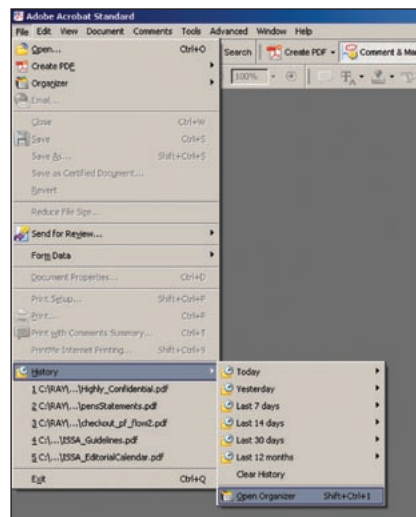 Adobe Acrobat Standard
File Edit View Document Comments Tools Advanced Window Help
Open... Ctrl+O
Search Create PDF Comment & Ma
Create PDF
100%
Organizer
Email...
Close Ctrl+W
Save Ctrl+S
Save As... Shift+Ctrl+S
Save as Certified Document...
Revert
Reduce File Size...
Send for Review...
Form Data
Document Properties... Ctrl+D
Print Setup... Shift+Ctrl+P
Print... Ctrl+P
Print with Comments Summary... Ctrl+T
PrintMe Internet Printing... Shift+Ctrl+9
History
1 C:\RAY\...\Highly_Confidential.pdf
2 C:\RAY\...\pensStatements.pdf
3 C:\RAY\...\checkout_pf_flow2.pdf
4 C:\...\ISSA_Guidelines.pdf
5 C:\...\ISSA_EditorialCalendar.pdf
Exit Ctrl+Q
Today
Yesterday
Last 7 days
Last 14 days
Last 30 days
Last 12 months
Clear History
Open Organizer Shift+Ctrl+1